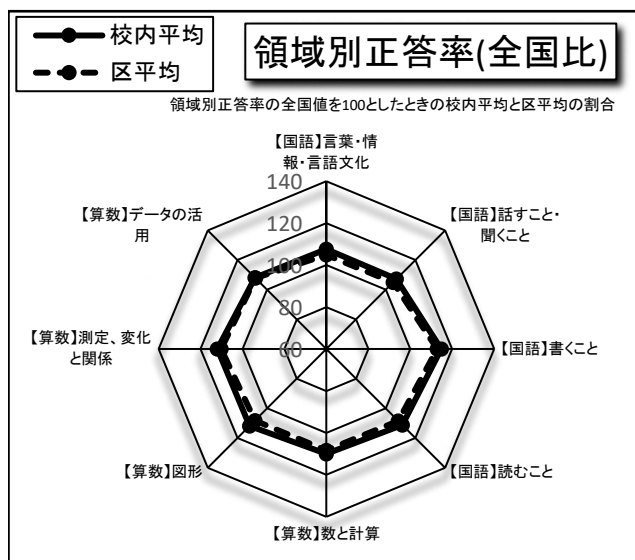 校内平均
区平均
領域別正答率(全国比)
領域別正答率の全国値を100としたときの校内平均と区平均の割合
【国語】言葉・情
報・言語文化
140
120
100
80
60
【国語】話すこと・
聞くこと
【国語】書くこと
【国語】読むこと
【算数】数と計算
【算数】図形
【算数】測定、変化
と関係
【算数】データの活
用